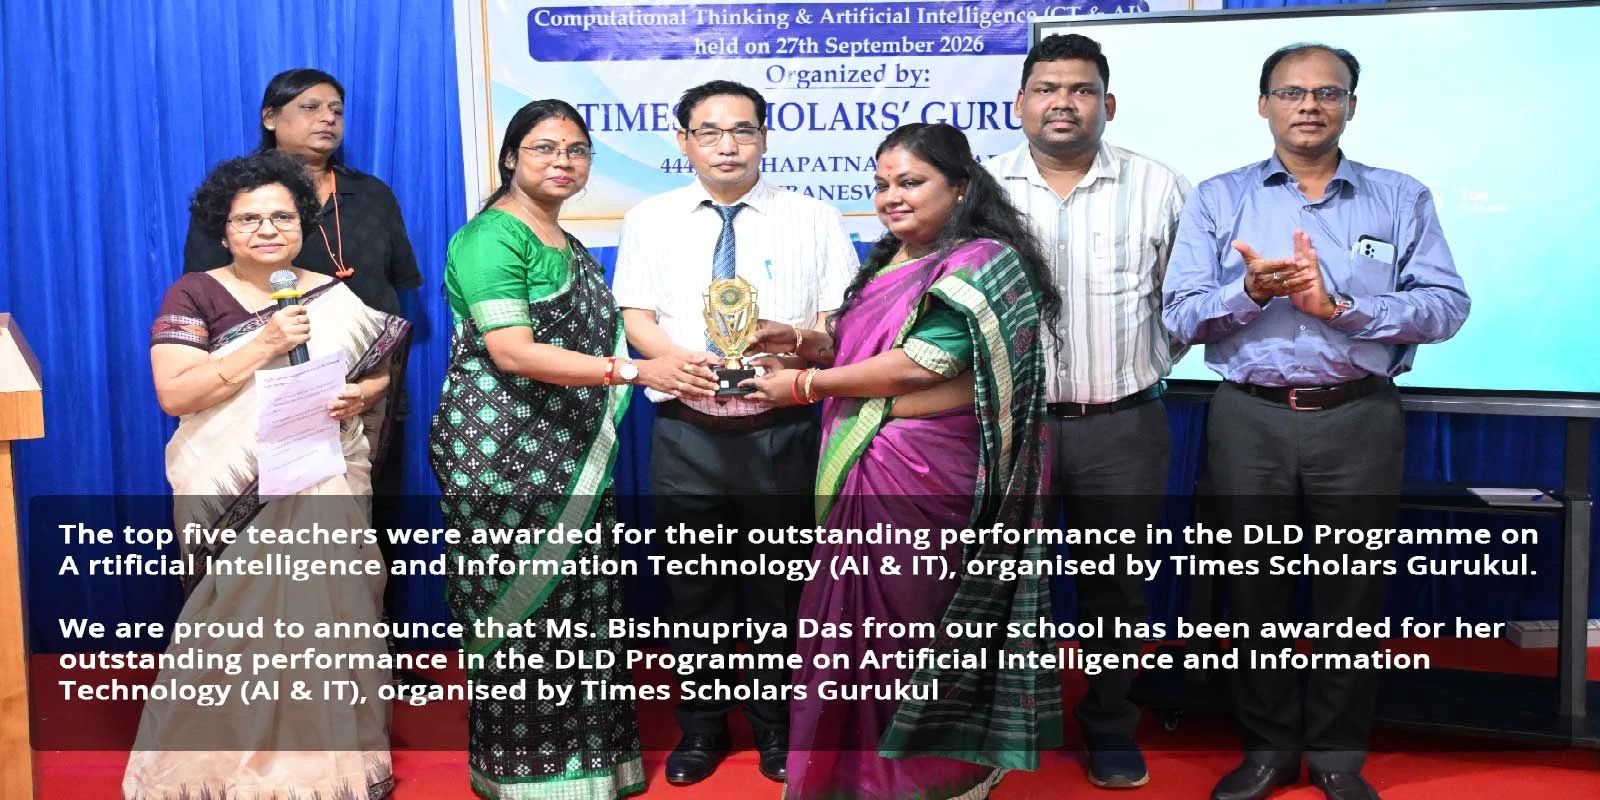 Computational Thinking & Artificial Intelligence (CT & AI)
held on 27th September 2026
Organized by:
TIMES SCHOLARS' GURU
444,
The top five teachers were awarded for their outstanding performance in the DLD Programme on
A rtificial Intelligence and Information Technology (AI & IT), organised by Times Scholars Gurukul.
We are proud to announce that Ms. Bishnupriya Das from our school has been awarded for her
outstanding performance in the DLD Programme on Artificial Intelligence and Information
Technology (AI & IT), organised by Times Scholars Gurukul